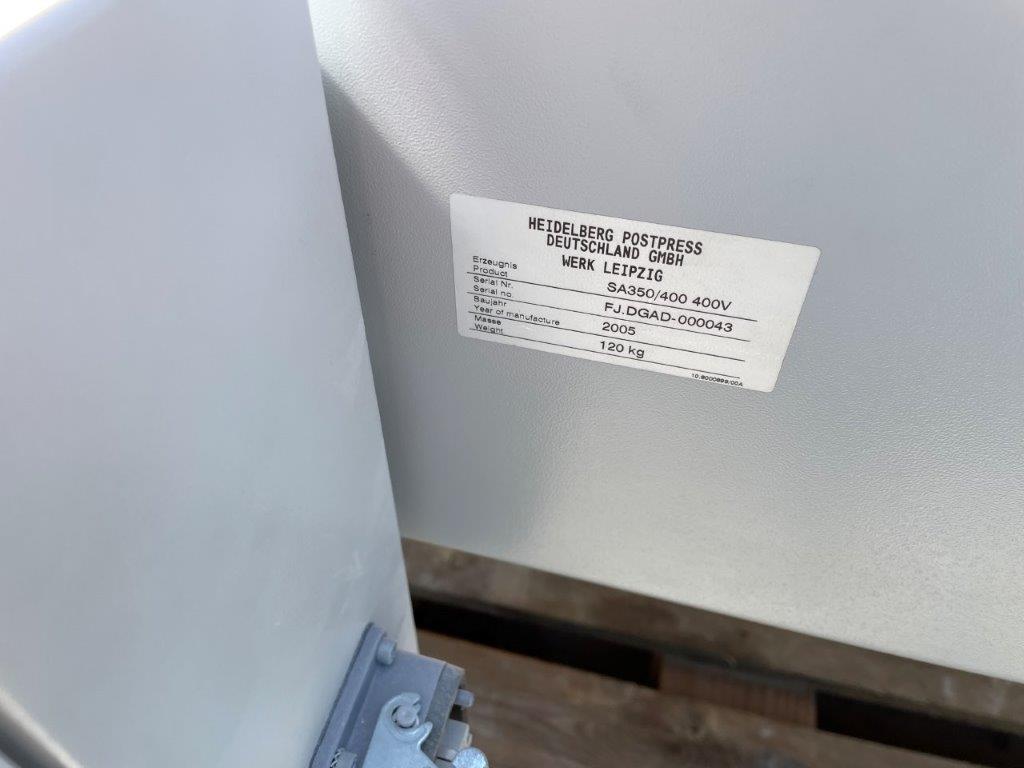 HEIDELBERG POSTPRESS
DEUTSCHLAND GMBH
WERK LEIPZIG
Erzeugnis
Product SA350/400 400V
Serial Nr.
Serial no. FJ.DGAD-000043
Baujahr
Year of manufacture 2005
Masse
Weight 120 kg